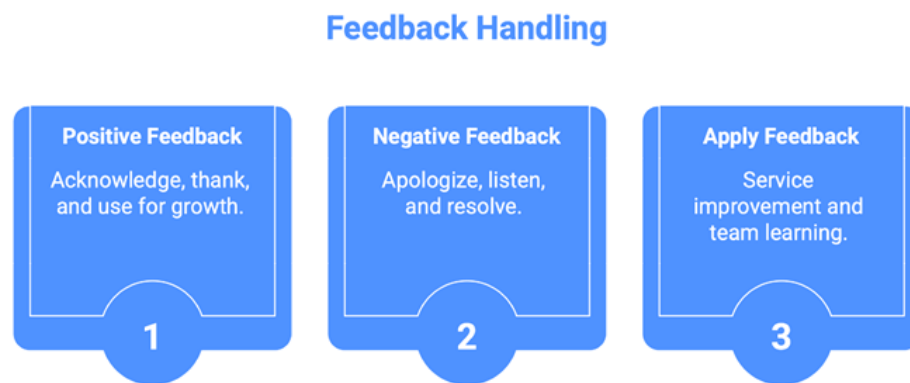 Feedback Handling
Positive Feedback
Acknowledge, thank,
and use for growth.
1
Negative Feedback
Apologize, listen,
and resolve.
2
Apply Feedback
Service
improvement and
team learning.
3